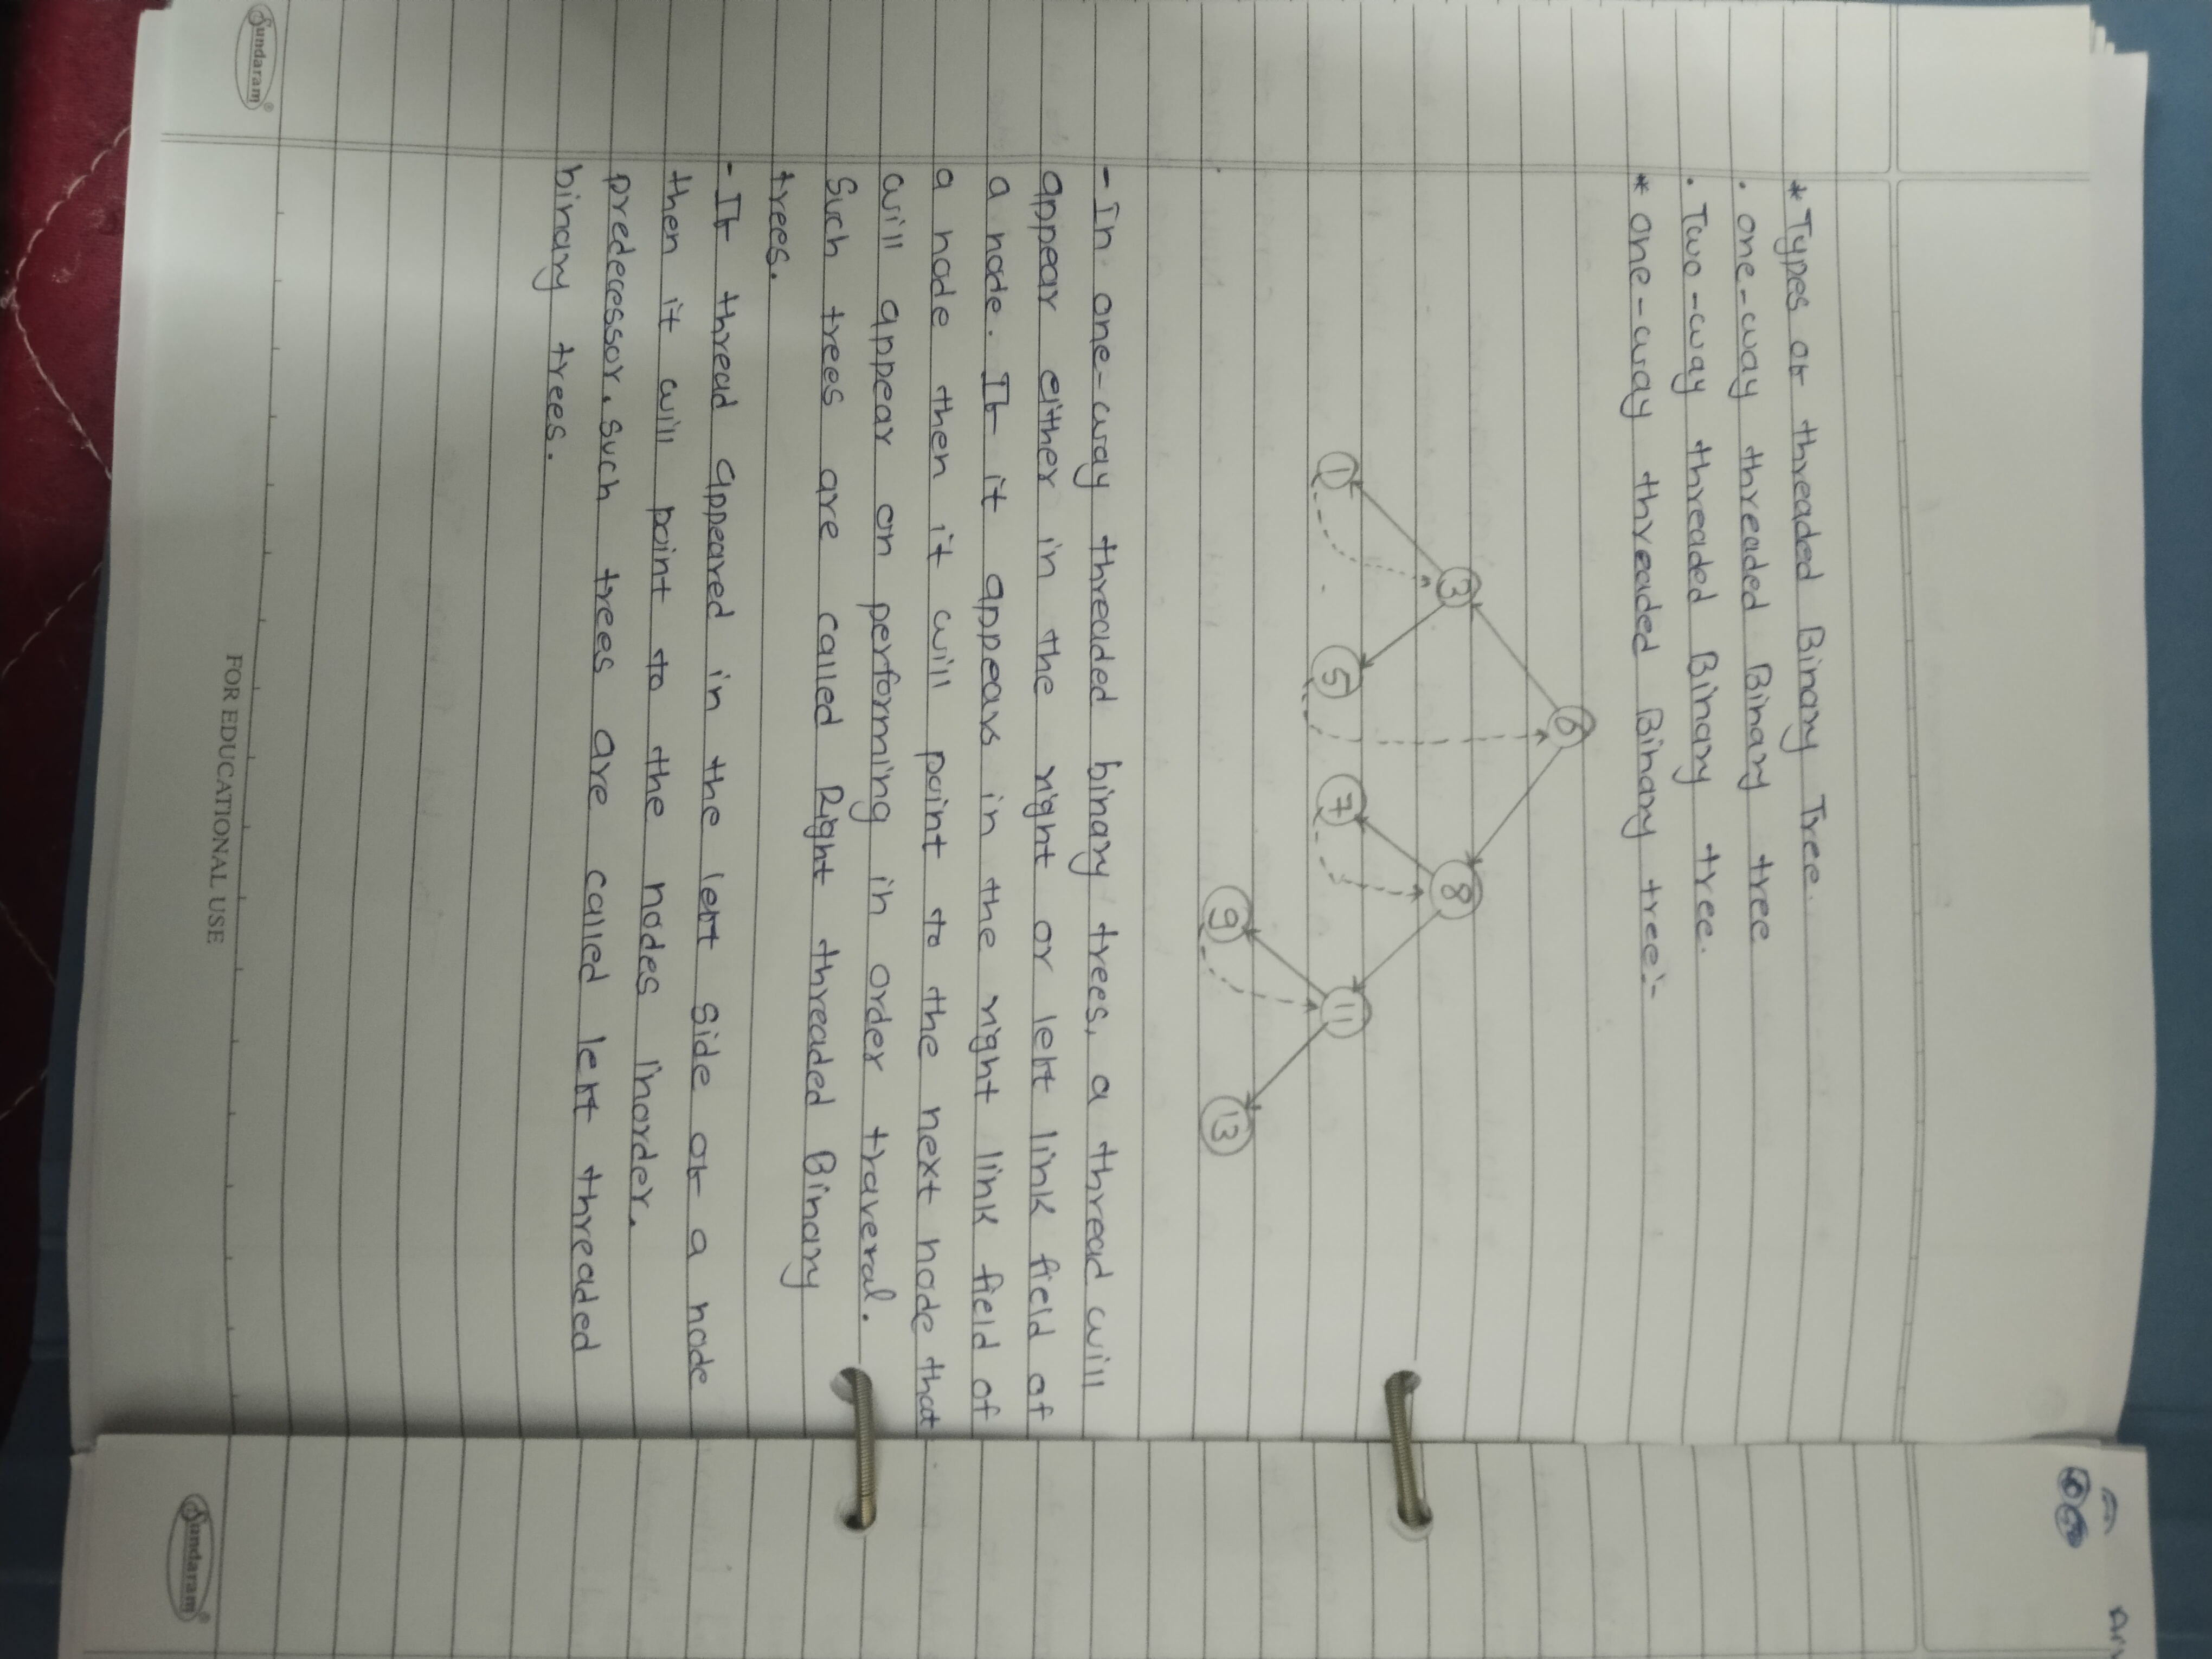 * Types of threaded Binary Tree.
. one-way threaded Binary tree
. Two-way threaded Binary tree.
* one-way threaded Binary tree:-
6
3 8
1 5 7 11
9 13
- In one-way threaded binary trees, a thread will
appear either in the right or left link field of
a node. If it appears in the right link field of
a node then it will point to the next node that
will appear on performing in order traveral.
Such trees are called Right threaded Binary
trees.
- If thread appeared in the left side of a node
then it will point to the nodes inorder.
predecessor. such trees are called left threaded
binary trees.
Sundaram®
FOR EDUCATIONAL USE
Sundaram®